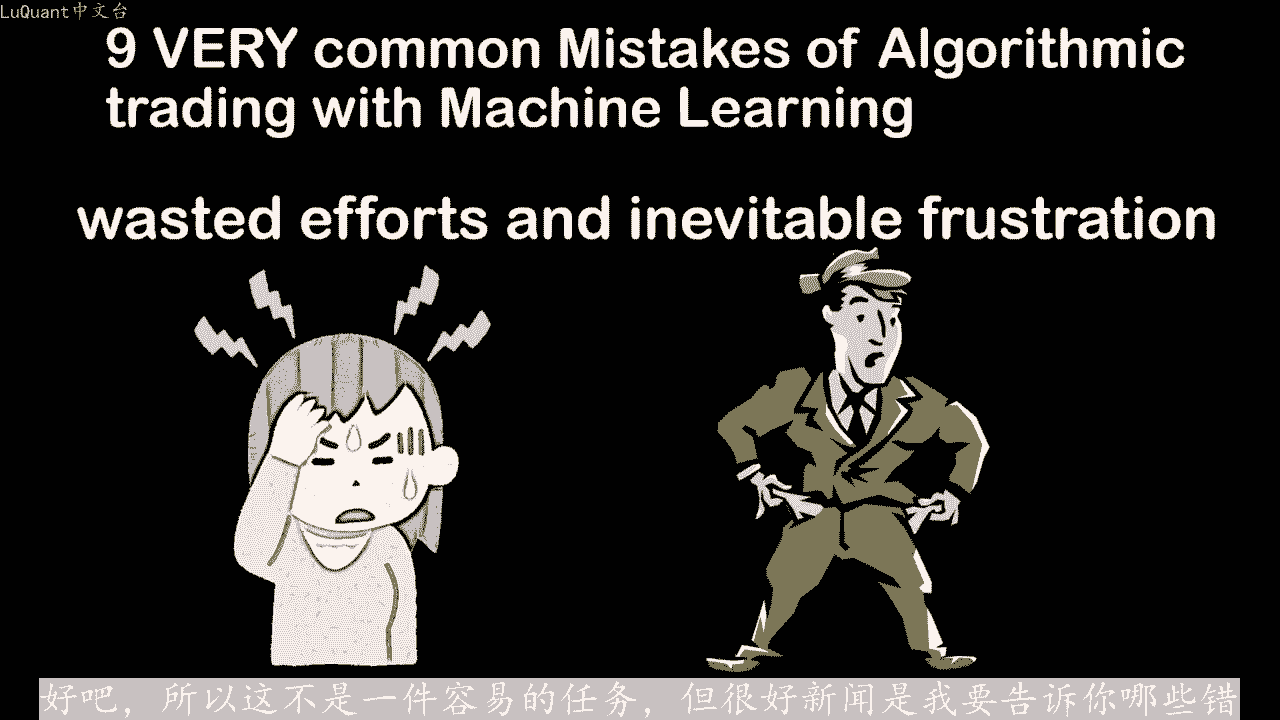 LuQuant中文台
9 VERY common Mistakes of Algorithmic
trading with Machine Learning
wasted efforts and inevitable frustration
好吧，所以这不是一件容易的任务，但很好新闻是我要告诉你哪些错